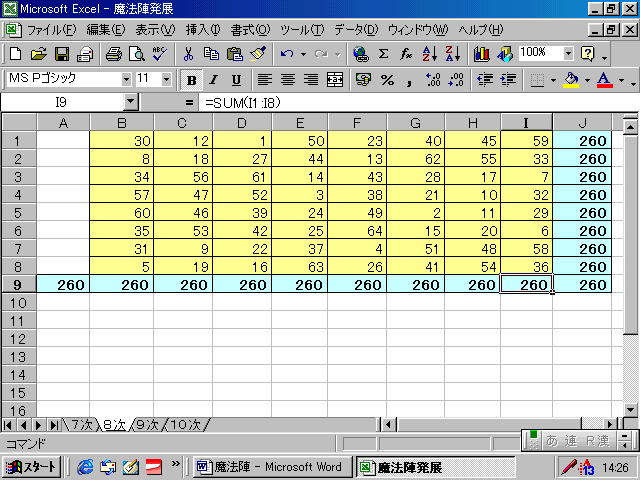 Microsoft Excel - 魔法陣発展
ファイル(F) 編集(E) 表示(V) 挿入(I) 書式(O) ツール(T) データ(D) ウィンドウ(W) ヘルプ(H)
100%
MS Pゴシック 11 B I U
I9 = =SUM(I1:I8)
A B C D E F G H I J
1 30 12 1 50 23 40 45 59 260
2 8 18 27 44 13 62 55 33 260
3 34 56 61 14 43 28 17 7 260
4 57 47 52 3 38 21 10 32 260
5 60 46 39 24 49 2 11 29 260
6 35 53 42 25 64 15 20 6 260
7 31 9 22 37 4 51 48 58 260
8 5 19 16 63 26 41 54 36 260
9 260 260 260 260 260 260 260 260 260 260
10
11
12
13
14
15
16
7次 8次 9次 10次
コマンド
あ 連 R漢
スタート 魔法陣 - Microsoft Word Microsoft Excel - 魔法陣発展 14:26